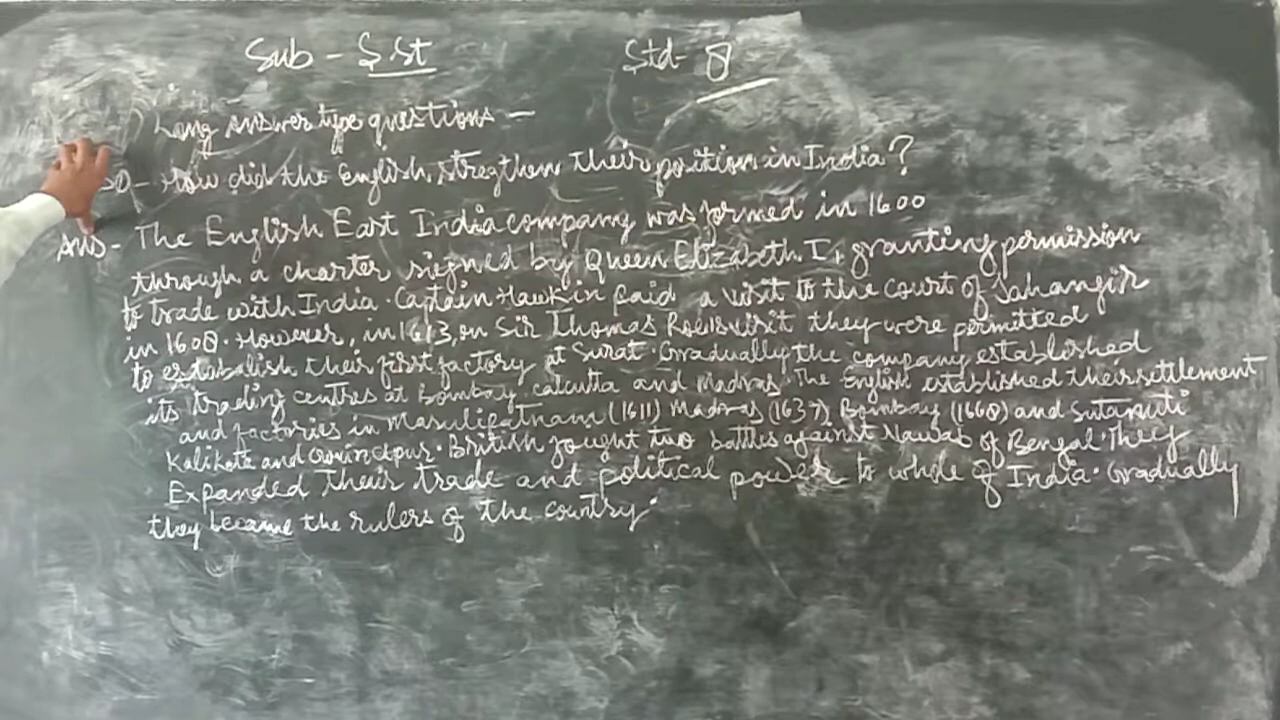 Sub - S.St Std- 8
Long answer type questions -
Q- How did the English stregthen their position in India?
Ans - The English East India company was formed in 1600
through a charter signed by Queen Elizabeth I, granting permission
to trade with India. Captain Hawkin paid a visit to the court of Jahangir
in 1608. However, in 1613, on Sir Thomas Roe's visit they were permitted
to establish their first factory at Surat. Gradually the company established
its trading centres at Bombay, calcutta and Madras. The English established their settlement
and factories in Masulipatnam (1611) Madras (1637), Bombay (1668) and Sutanuti
Kalikata and Govindpur. British fought two battles against Nawab of Bengal. They
Expanded their trade and political power to whole of India. Gradually
they became the rulers of the country.